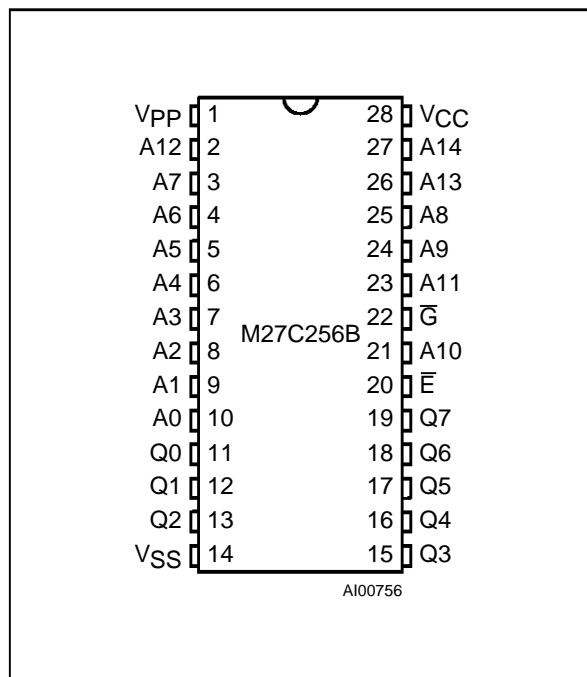 VPP 1 28 VCC
A12 2 27 A14
A7 3 26 A13
A6 4 25 A8
A5 5 24 A9
A4 6 23 A11
A3 7 M27C256B 22 G̅
A2 8 21 A10
A1 9 20 E̅
A0 10 19 Q7
Q0 11 18 Q6
Q1 12 17 Q5
Q2 13 16 Q4
VSS 14 15 Q3
AI00756